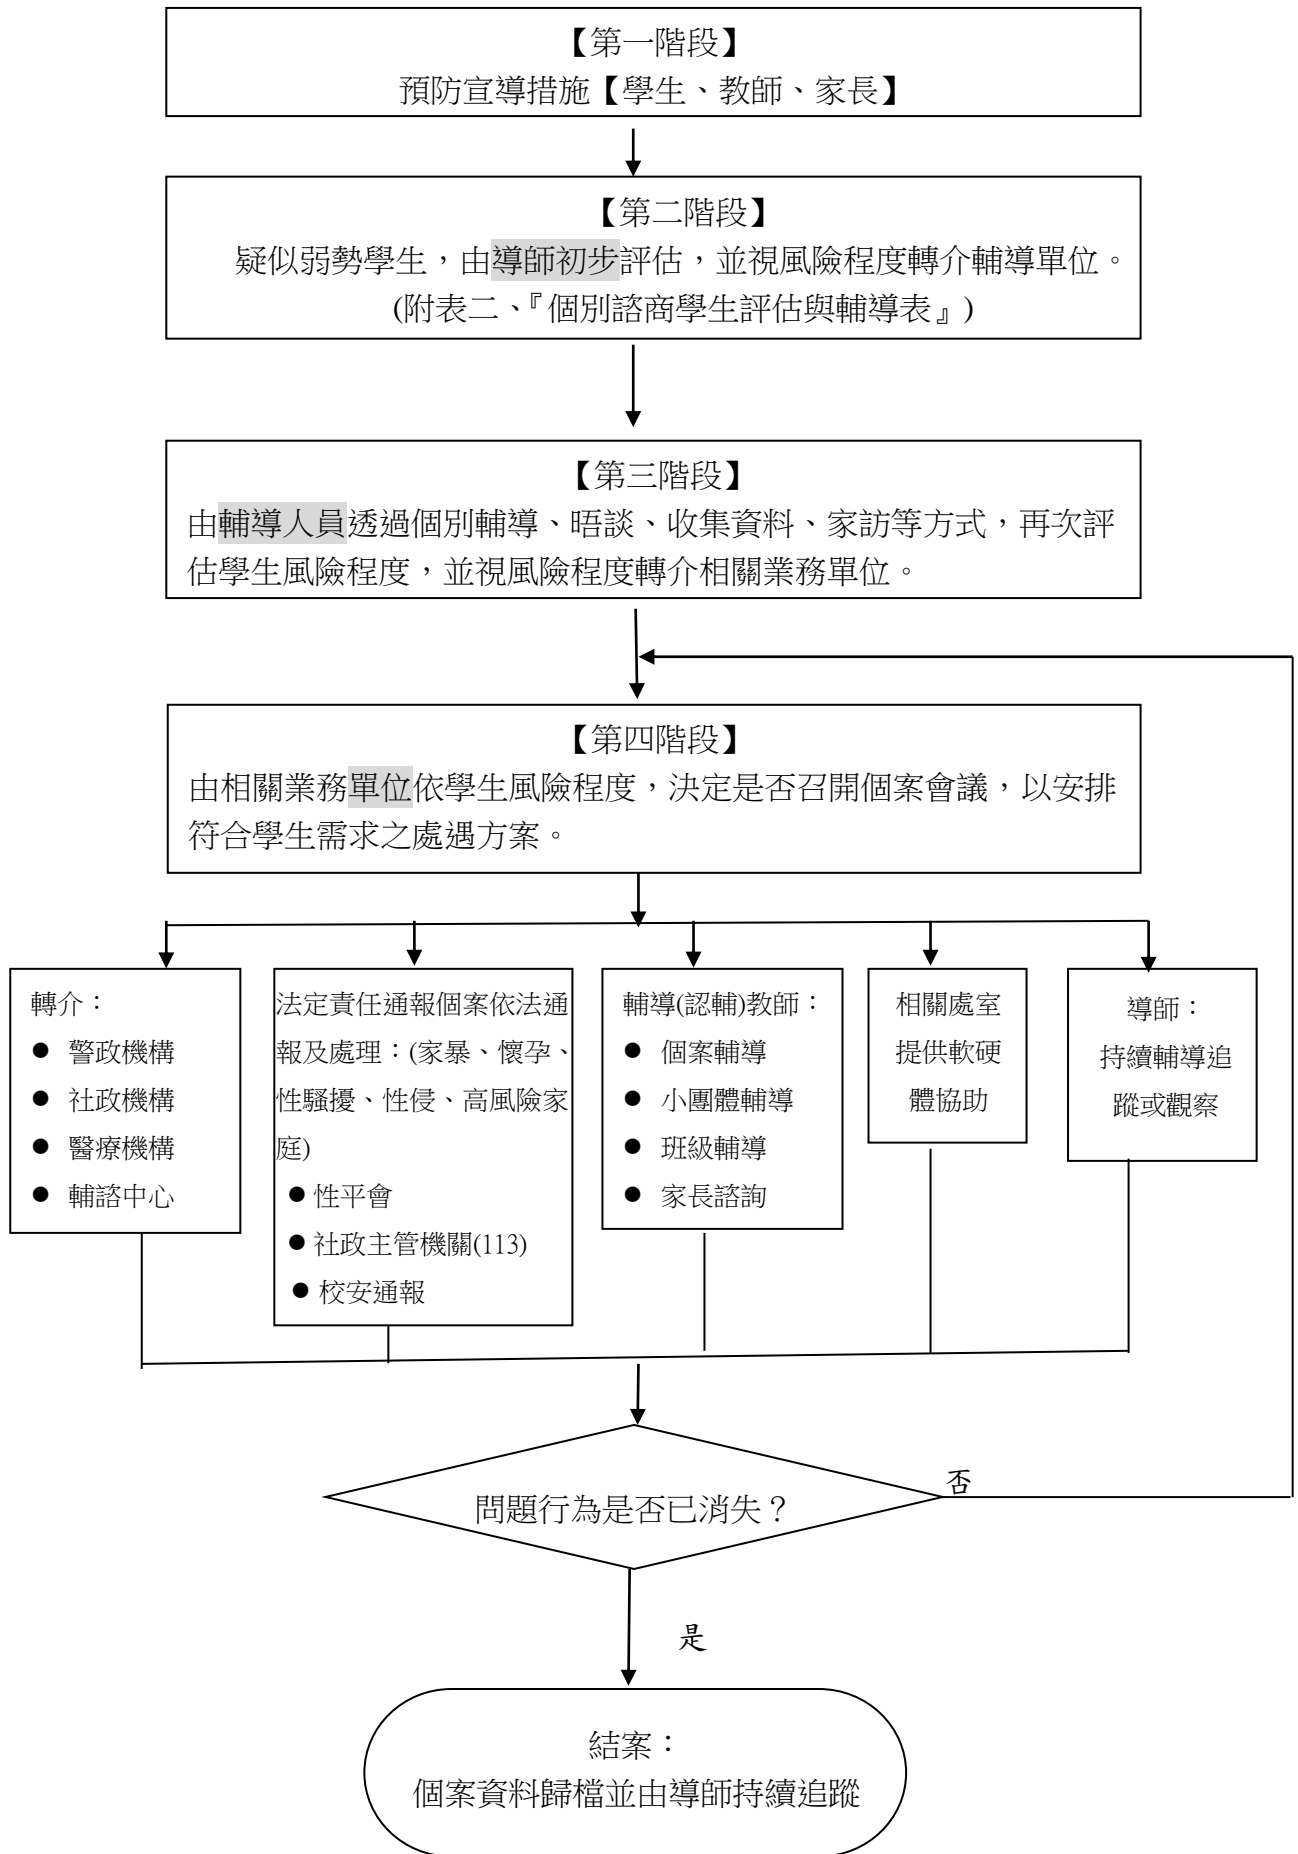 【第一階段】
預防宣導措施【學生、教師、家長】
【第二階段】
疑似弱勢學生，由導師初步評估，並視風險程度轉介輔導單位。
(附表二、『個別諮商學生評估與輔導表』)
【第三階段】
由輔導人員透過個別輔導、晤談、收集資料、家訪等方式，再次評
估學生風險程度，並視風險程度轉介相關業務單位。
【第四階段】
由相關業務單位依學生風險程度，決定是否召開個案會議，以安排
符合學生需求之處遇方案。
轉介：
● 警政機構
● 社政機構
● 醫療機構
● 輔諮中心
法定責任通報個案依法通
報及處理：(家暴、懷孕、
性騷擾、性侵、高風險家
庭)
● 性平會
● 社政主管機關(113)
● 校安通報
輔導(認輔)教師：
● 個案輔導
● 小團體輔導
● 班級輔導
● 家長諮詢
相關處室
提供軟硬
體協助
導師：
持續輔導追
蹤或觀察
問題行為是否已消失？
否
是
結案：
個案資料歸檔並由導師持續追蹤